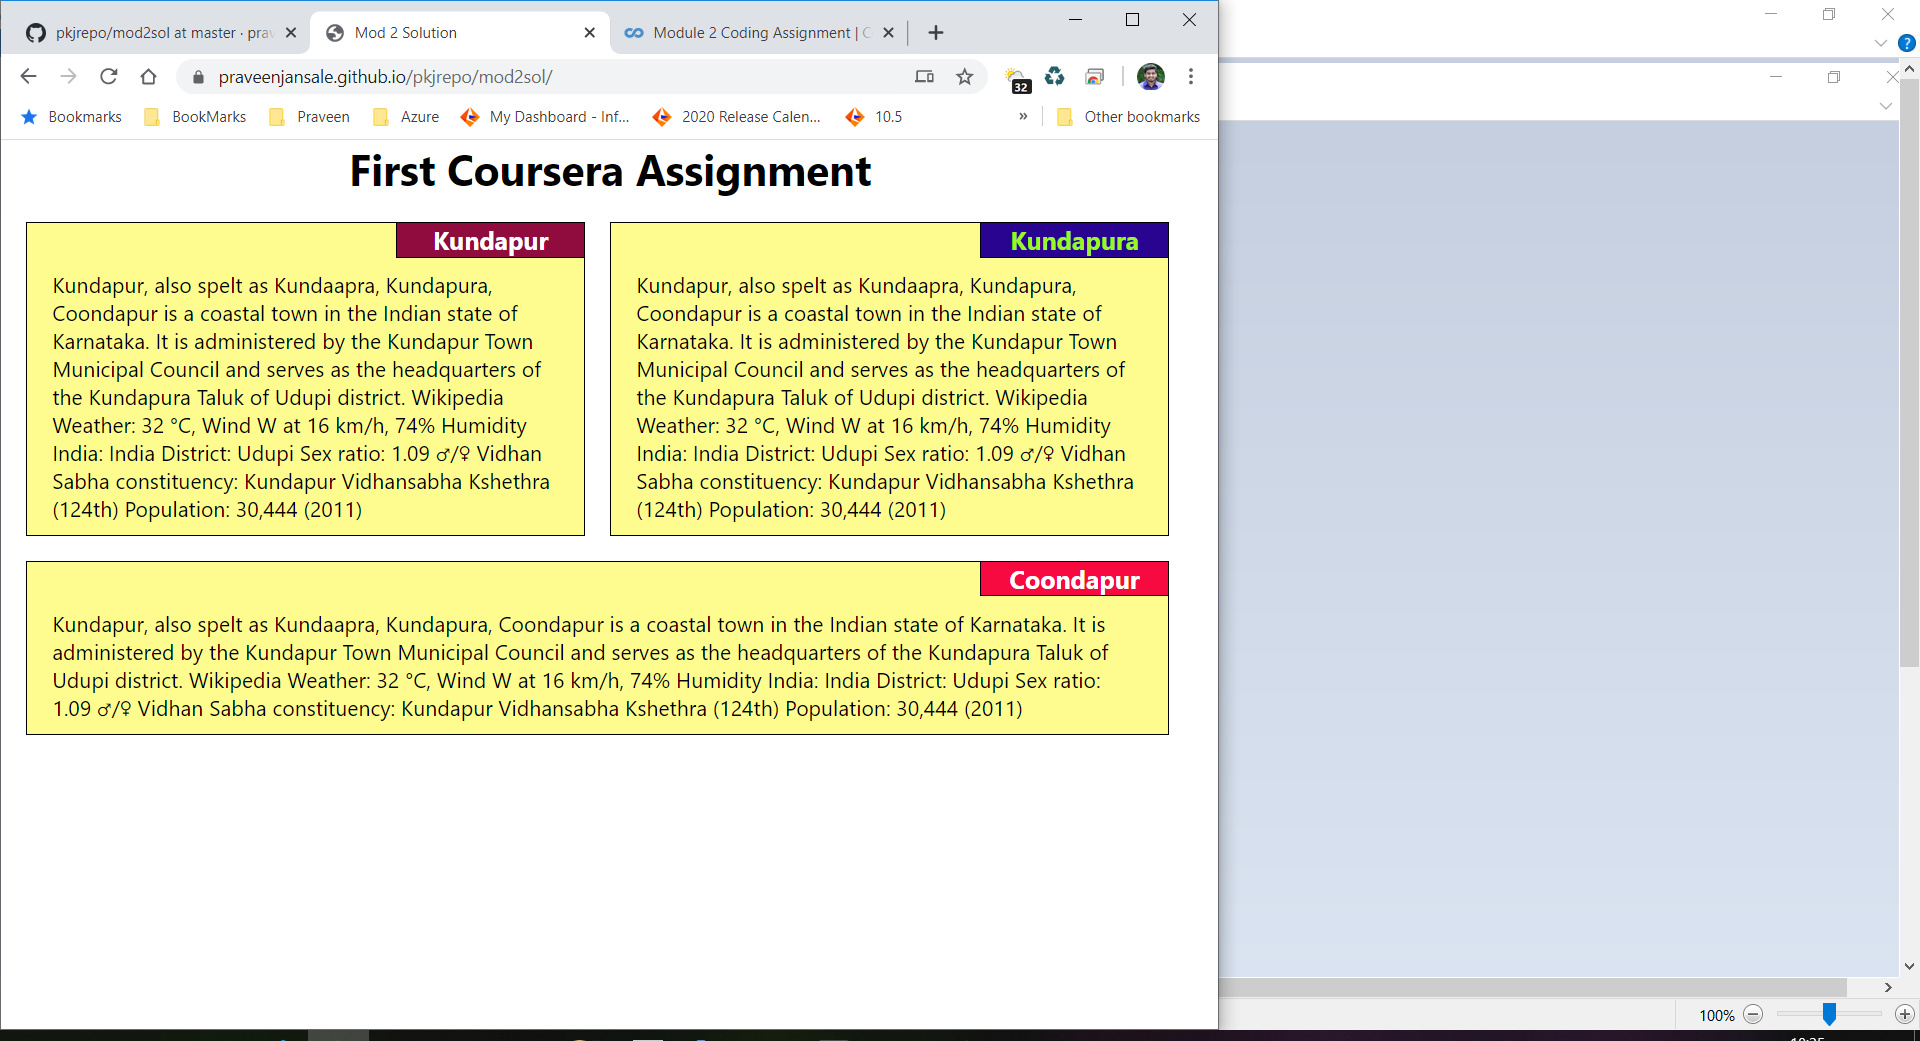 pkjrepo/mod2sol at master · prav
Mod 2 Solution
Module 2 Coding Assignment | C
praveenjansale.github.io/pkjrepo/mod2sol/
32
Bookmarks
BookMarks
Praveen
Azure
My Dashboard - Inf...
2020 Release Calen...
10.5
»
Other bookmarks
First Coursera Assignment
Kundapur
Kundapur, also spelt as Kundaapra, Kundapura,
Coondapur is a coastal town in the Indian state of
Karnataka. It is administered by the Kundapur Town
Municipal Council and serves as the headquarters of
the Kundapura Taluk of Udupi district. Wikipedia
Weather: 32 °C, Wind W at 16 km/h, 74% Humidity
India: India District: Udupi Sex ratio: 1.09 ♂/♀ Vidhan
Sabha constituency: Kundapur Vidhansabha Kshethra
(124th) Population: 30,444 (2011)
Kundapura
Kundapur, also spelt as Kundaapra, Kundapura,
Coondapur is a coastal town in the Indian state of
Karnataka. It is administered by the Kundapur Town
Municipal Council and serves as the headquarters of
the Kundapura Taluk of Udupi district. Wikipedia
Weather: 32 °C, Wind W at 16 km/h, 74% Humidity
India: India District: Udupi Sex ratio: 1.09 ♂/♀ Vidhan
Sabha constituency: Kundapur Vidhansabha Kshethra
(124th) Population: 30,444 (2011)
Coondapur
Kundapur, also spelt as Kundaapra, Kundapura, Coondapur is a coastal town in the Indian state of Karnataka. It is
administered by the Kundapur Town Municipal Council and serves as the headquarters of the Kundapura Taluk of
Udupi district. Wikipedia Weather: 32 °C, Wind W at 16 km/h, 74% Humidity India: India District: Udupi Sex ratio:
1.09 ♂/♀ Vidhan Sabha constituency: Kundapur Vidhansabha Kshethra (124th) Population: 30,444 (2011)
100%